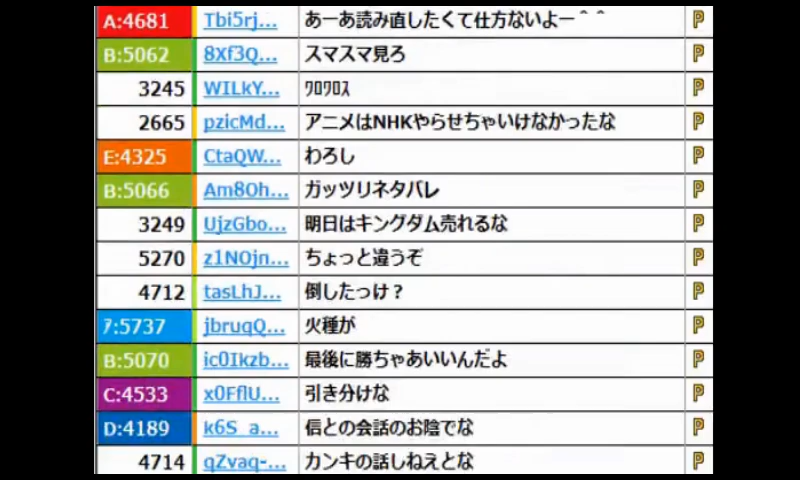 A:4681 Tbi5rj... あーあ読み直したくて仕方ないよー＾＾ P
B:5062 8Xf3Q... スマスマ見ろ P
3245 WILkY... ﾜﾛﾜﾛｽ P
2665 pzicMd... アニメはNHKやらせちゃいけなかったな P
E:4325 CtaQW... わろし P
B:5066 Am8Oh... ガッツリネタバレ P
3249 UjzGbo... 明日はキングダム売れるな P
5270 z1NOjn... ちょっと違うぞ P
4712 tasLhJ... 倒したっけ？ P
ｱ:5737 jbruqQ... 火種が P
B:5070 ic0Ikzb... 最後に勝ちゃあいいんだよ P
C:4533 x0FflU... 引き分けな P
D:4189 k6S_a... 信との会話のお陰でな P
4714 qZvaq-... カンキの話しねえとな P